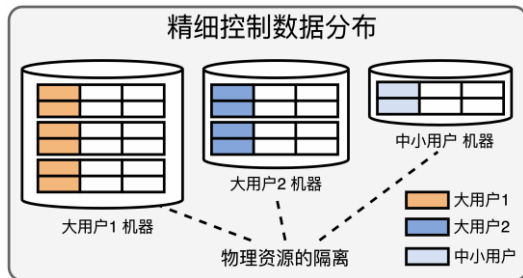 精细控制数据分布
大用户1 机器
大用户2 机器
中小用户 机器
物理资源的隔离
大用户1
大用户2
中小用户